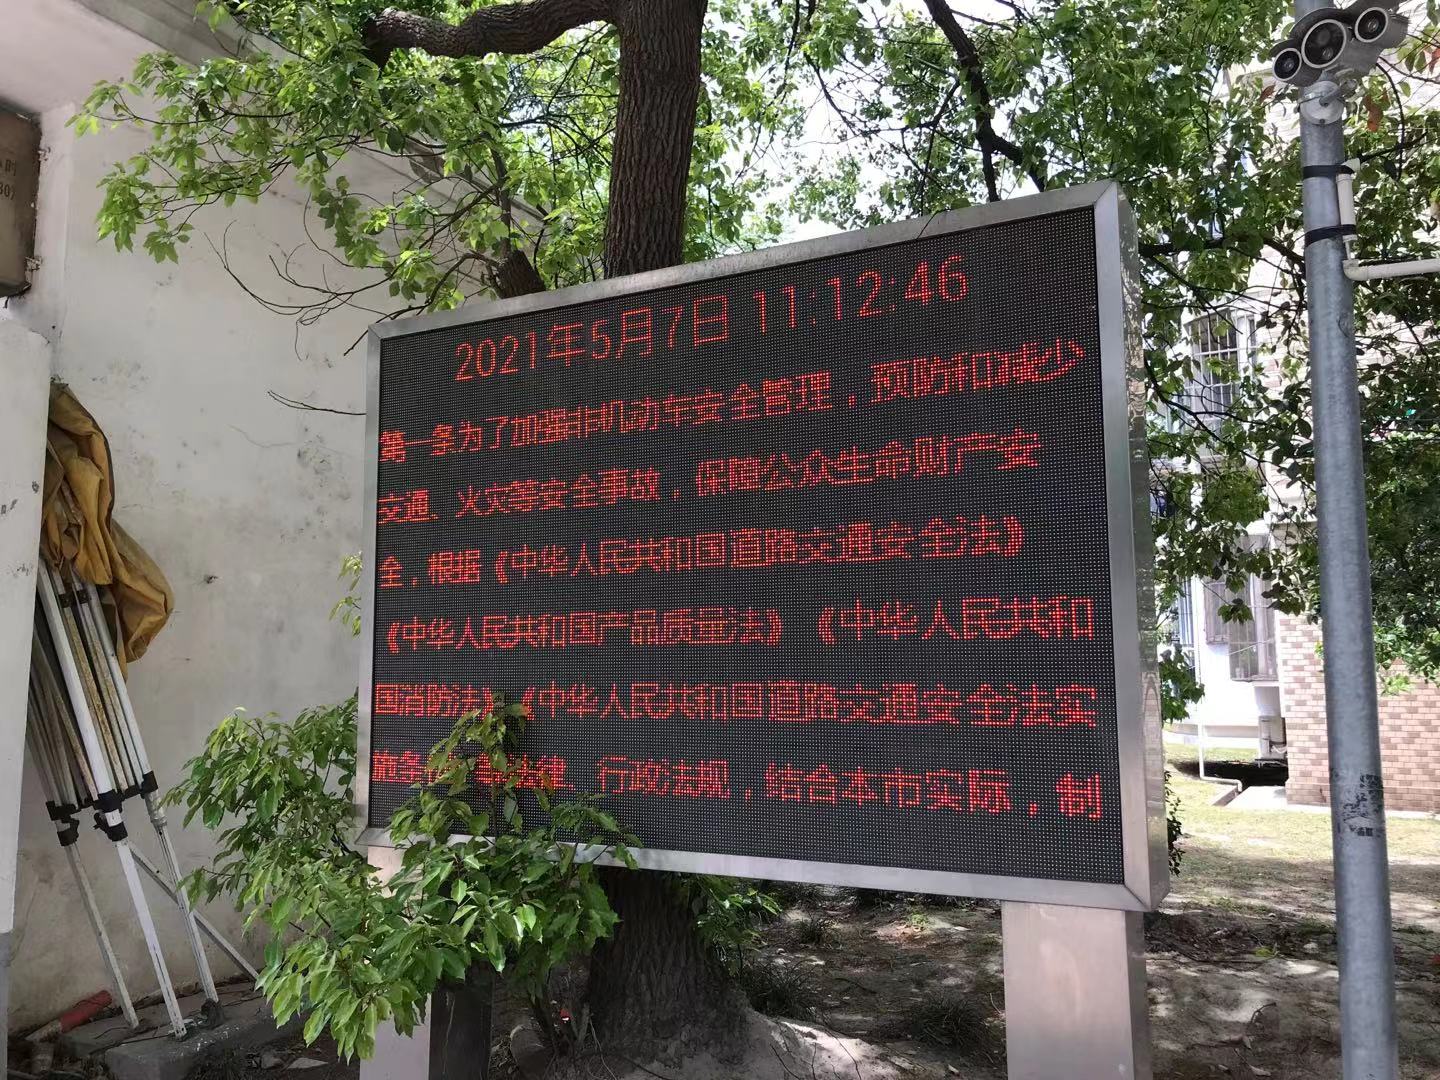 2021年5月7日 11:12:46
第一条为了加强非机动车安全管理，预防和减少
交通、火灾等安全事故，保障公众生命财产安
全，根据《中华人民共和国道路交通安全法》
《中华人民共和国产品质量法》《中华人民共和
国消防法》《中华人民共和国道路交通安全法实
施条 法律 行政法规，结合本市实际，制
时